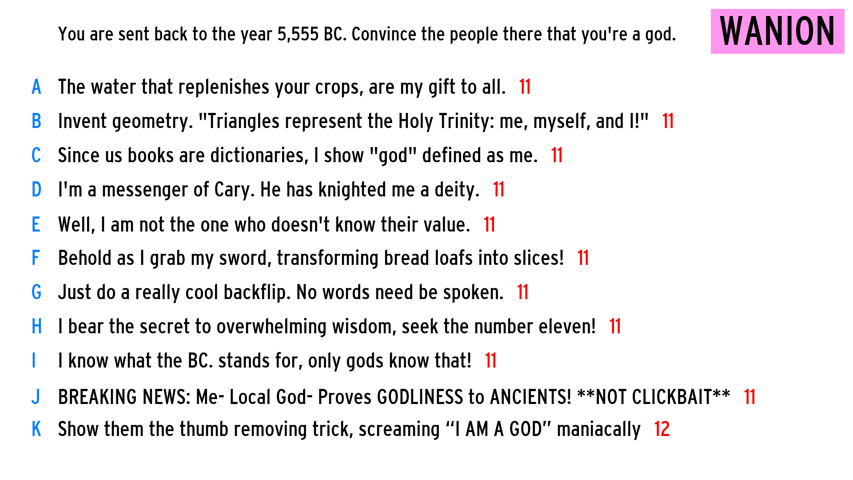 You are sent back to the year 5,555 BC. Convince the people there that you're a god.
WANION
A The water that replenishes your crops, are my gift to all. 11
B Invent geometry. "Triangles represent the Holy Trinity: me, myself, and I!" 11
C Since us books are dictionaries, I show "god" defined as me. 11
D I'm a messenger of Cary. He has knighted me a deity. 11
E Well, I am not the one who doesn't know their value. 11
F Behold as I grab my sword, transforming bread loafs into slices! 11
G Just do a really cool backflip. No words need be spoken. 11
H I bear the secret to overwhelming wisdom, seek the number eleven! 11
I I know what the BC. stands for, only gods know that! 11
J BREAKING NEWS: Me- Local God- Proves GODLINESS to ANCIENTS! **NOT CLICKBAIT** 11
K Show them the thumb removing trick, screaming “I AM A GOD” maniacally 12